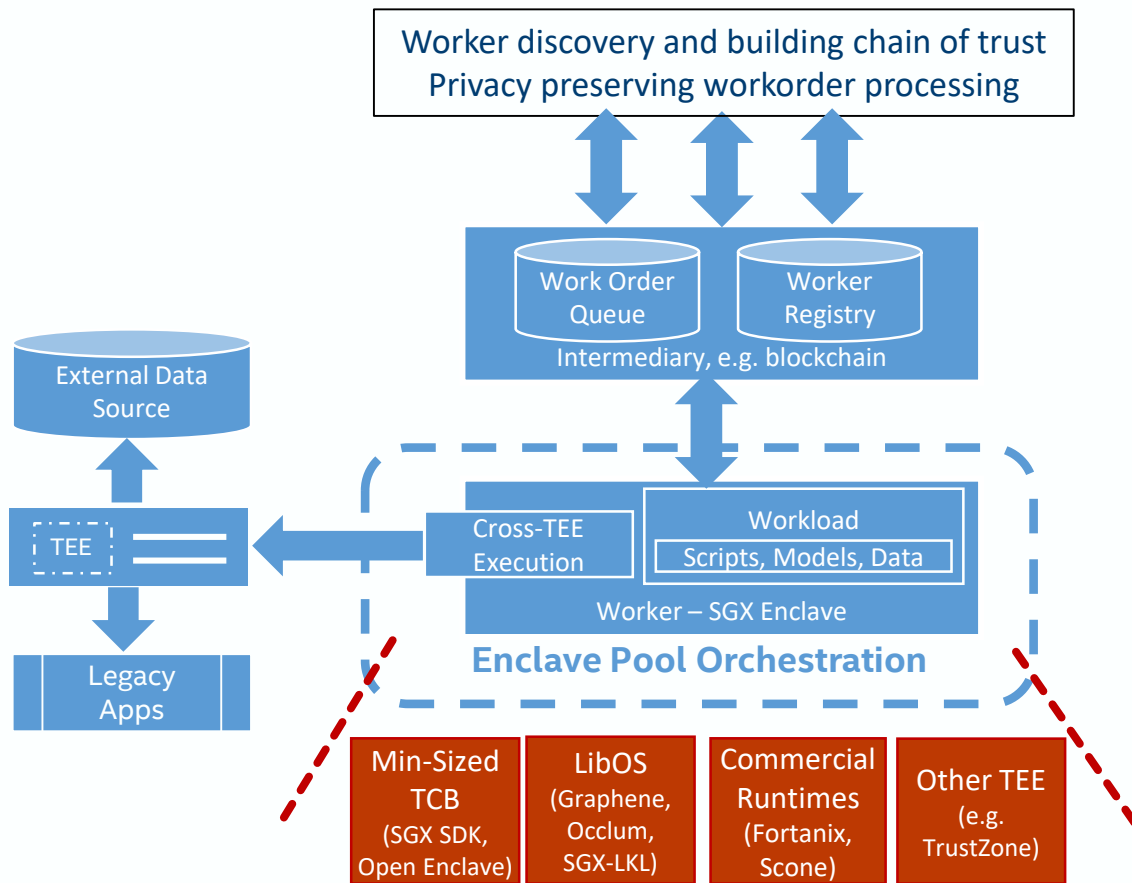 Worker discovery and building chain of trust
Privacy preserving workorder processing
Work Order
Queue
Worker
Registry
Intermediary, e.g. blockchain
External Data
Source
TEE
Cross-TEE
Execution
Workload
Scripts, Models, Data
Worker – SGX Enclave
Enclave Pool Orchestration
Legacy
Apps
Min-Sized
TCB
(SGX SDK,
Open Enclave)
LibOS
(Graphene,
Occlum,
SGX-LKL)
Commercial
Runtimes
(Fortanix,
Scone)
Other TEE
(e.g.
TrustZone)